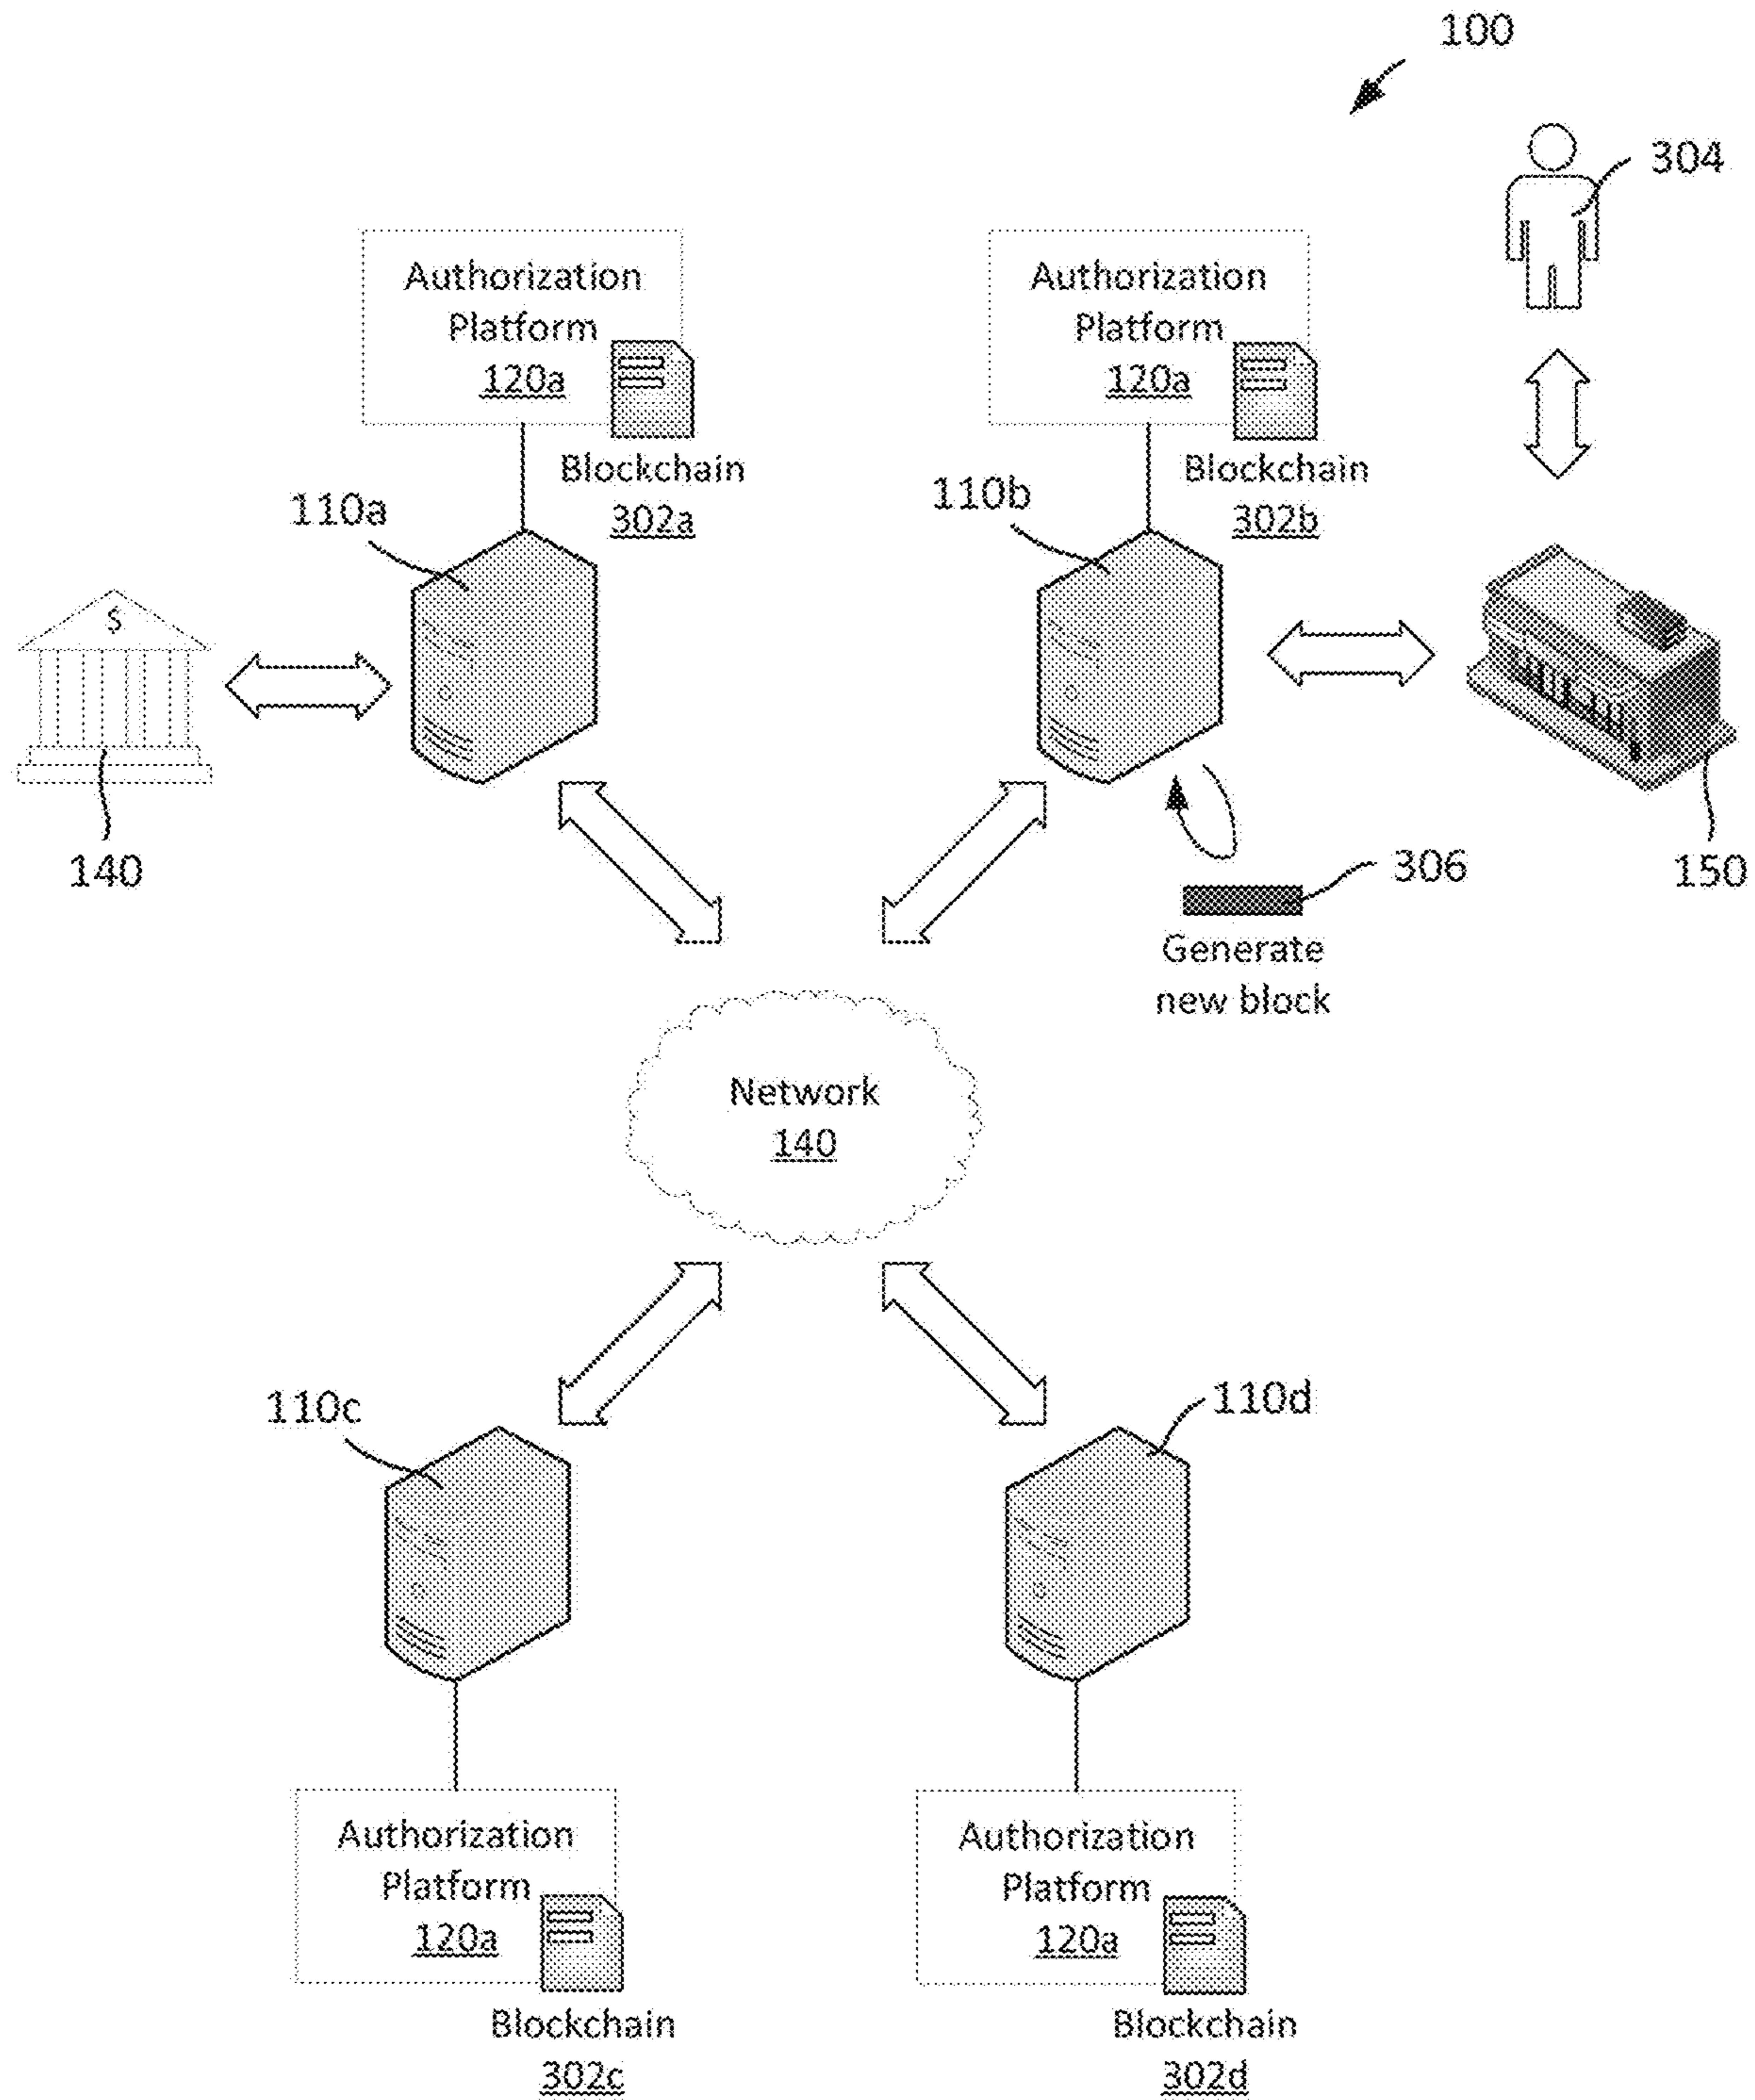 100
304
Authorization
Platform
120a
Blockchain
302a
Authorization
Platform
120a
Blockchain
302b
110a
110b
$
140
150
306
Generate
new block
Network
140
110c
110d
Authorization
Platform
120a
Blockchain
302c
Authorization
Platform
120a
Blockchain
302d